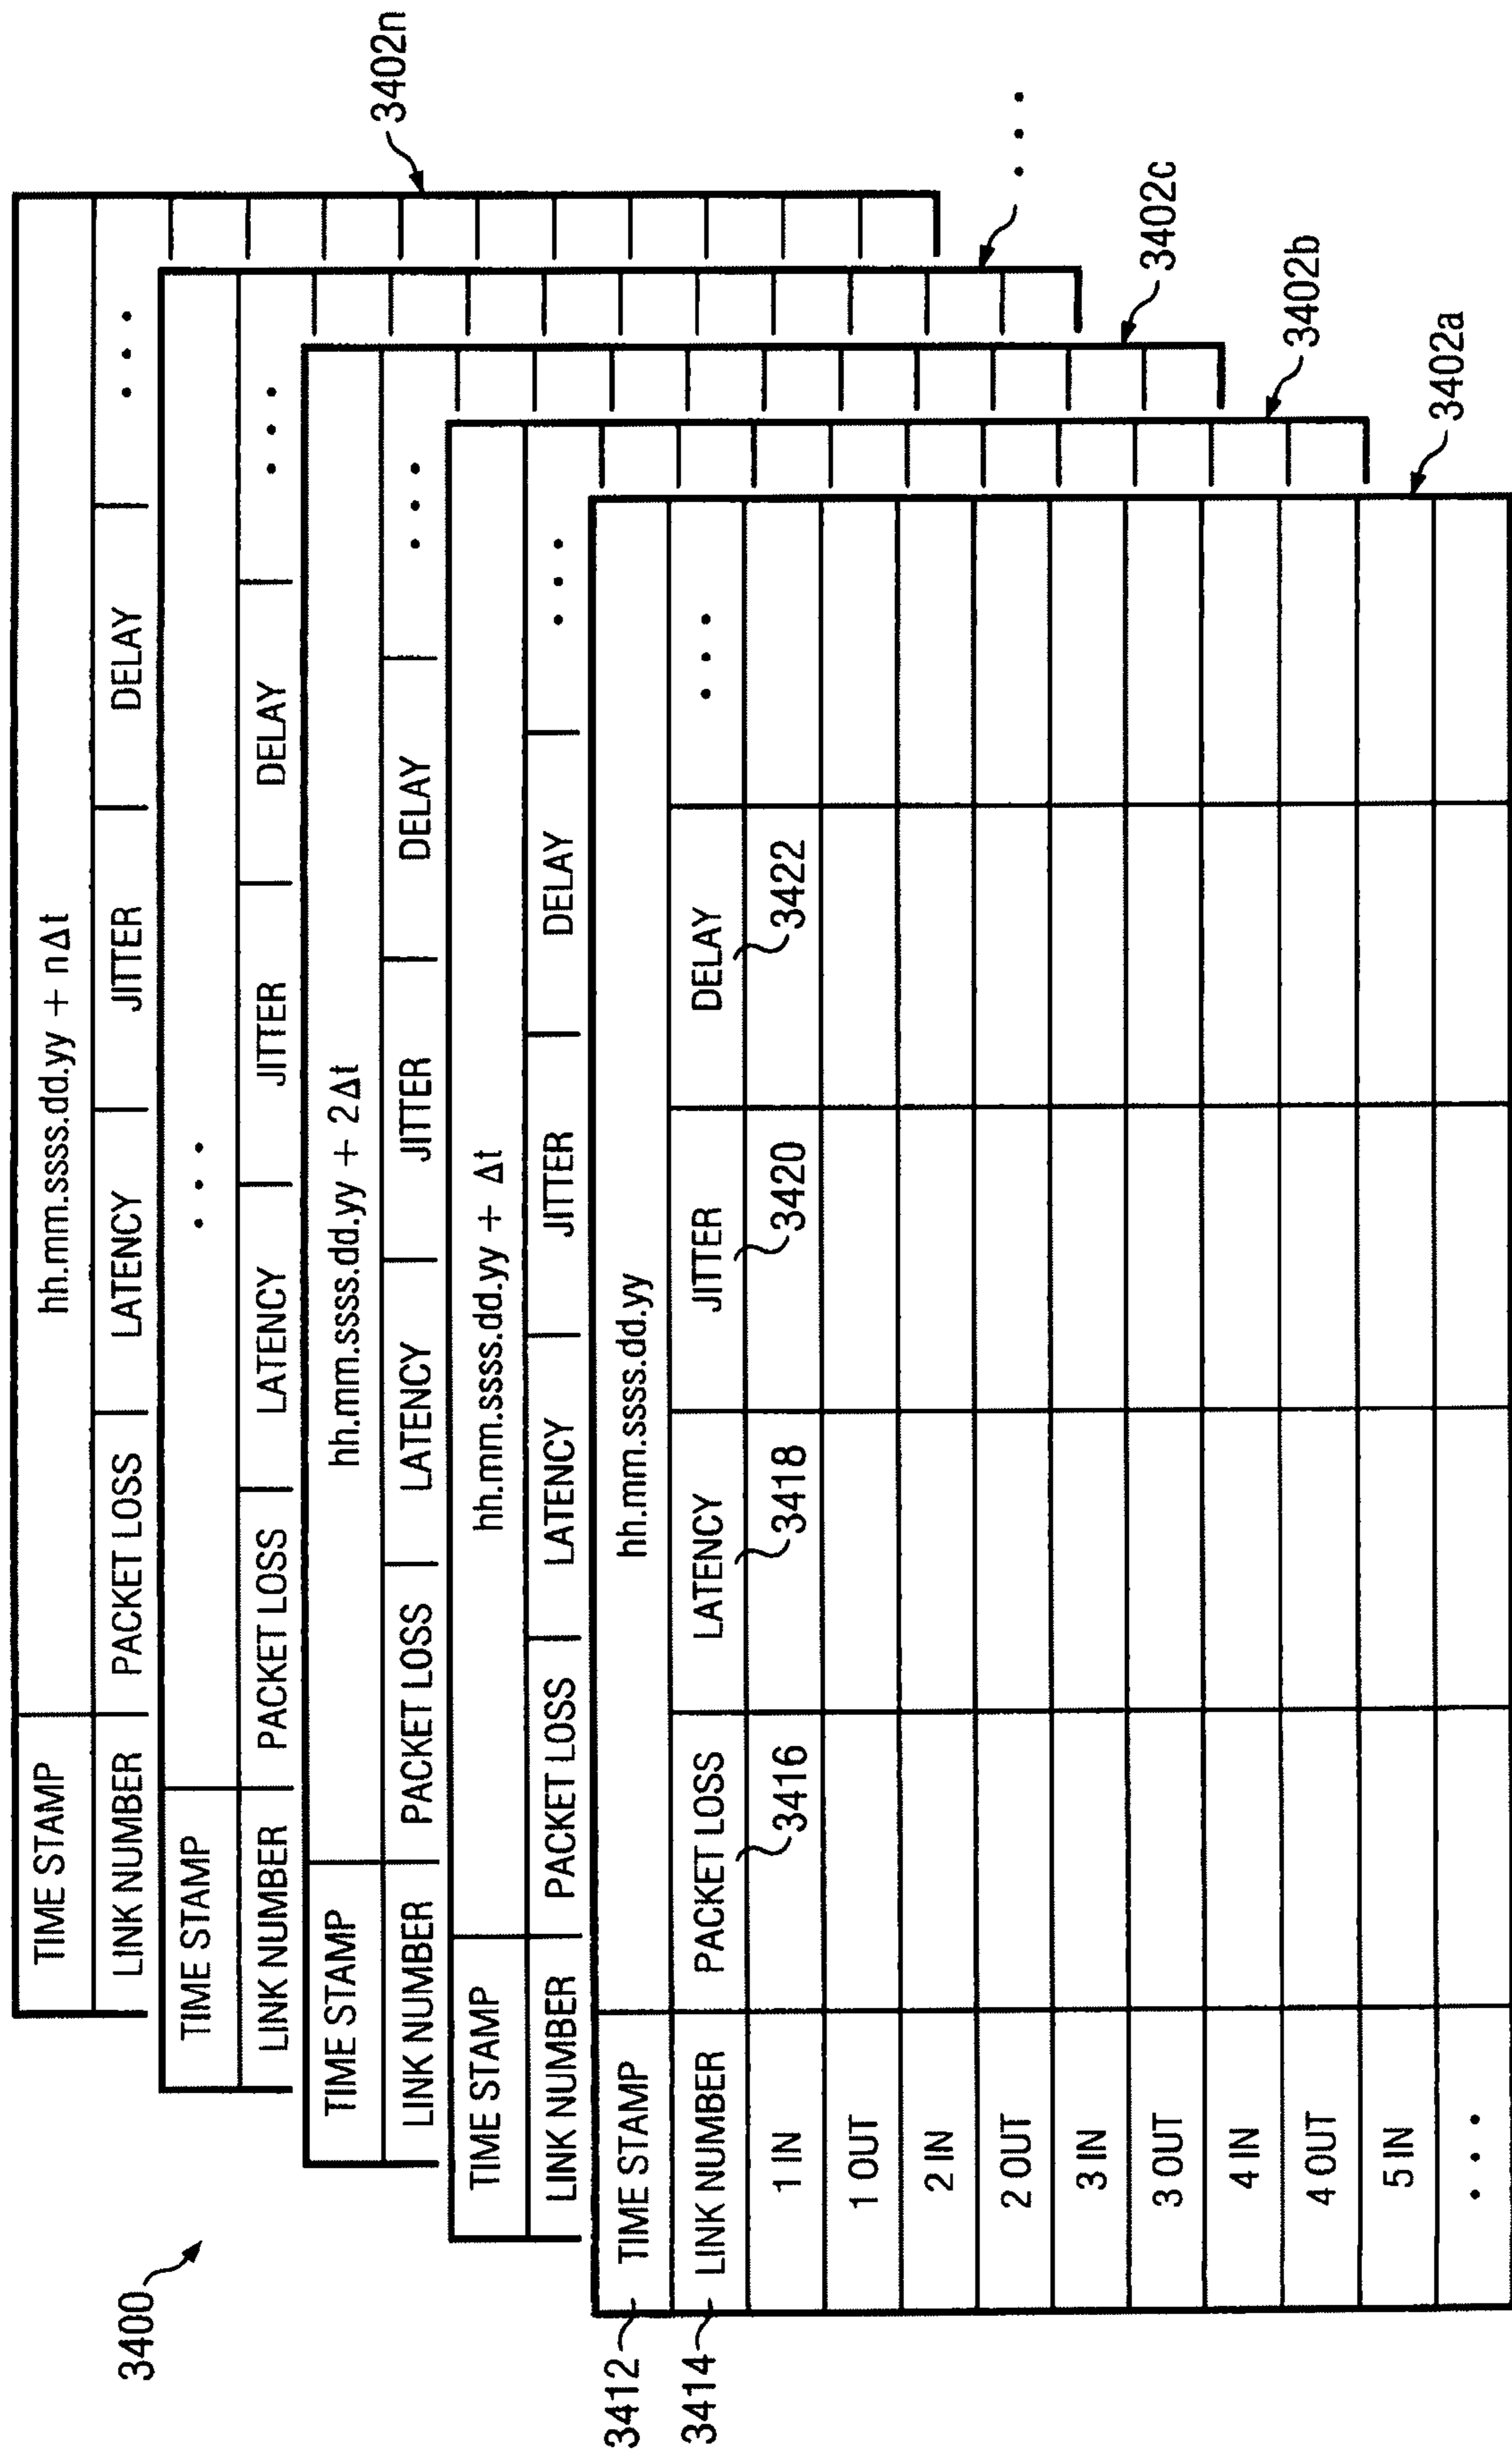 3400
TIME STAMP hh.mm.ssss.dd.yy + nΔt
LINK NUMBER PACKET LOSS LATENCY JITTER DELAY • • •
3402n
TIME STAMP • • •
LINK NUMBER PACKET LOSS LATENCY JITTER DELAY • • •
• • •
TIME STAMP hh.mm.ssss.dd.yy + 2Δt
LINK NUMBER PACKET LOSS LATENCY JITTER DELAY • • •
3402c
TIME STAMP hh.mm.ssss.dd.yy + Δt
LINK NUMBER PACKET LOSS LATENCY JITTER DELAY • • •
3402b
3412 TIME STAMP hh.mm.ssss.dd.yy
3414 LINK NUMBER PACKET LOSS LATENCY JITTER DELAY • • •
1 IN 3416 3418 3420 3422
1 OUT
2 IN
2 OUT
3 IN
3 OUT
4 IN
4 OUT
5 IN
• • •
3402a